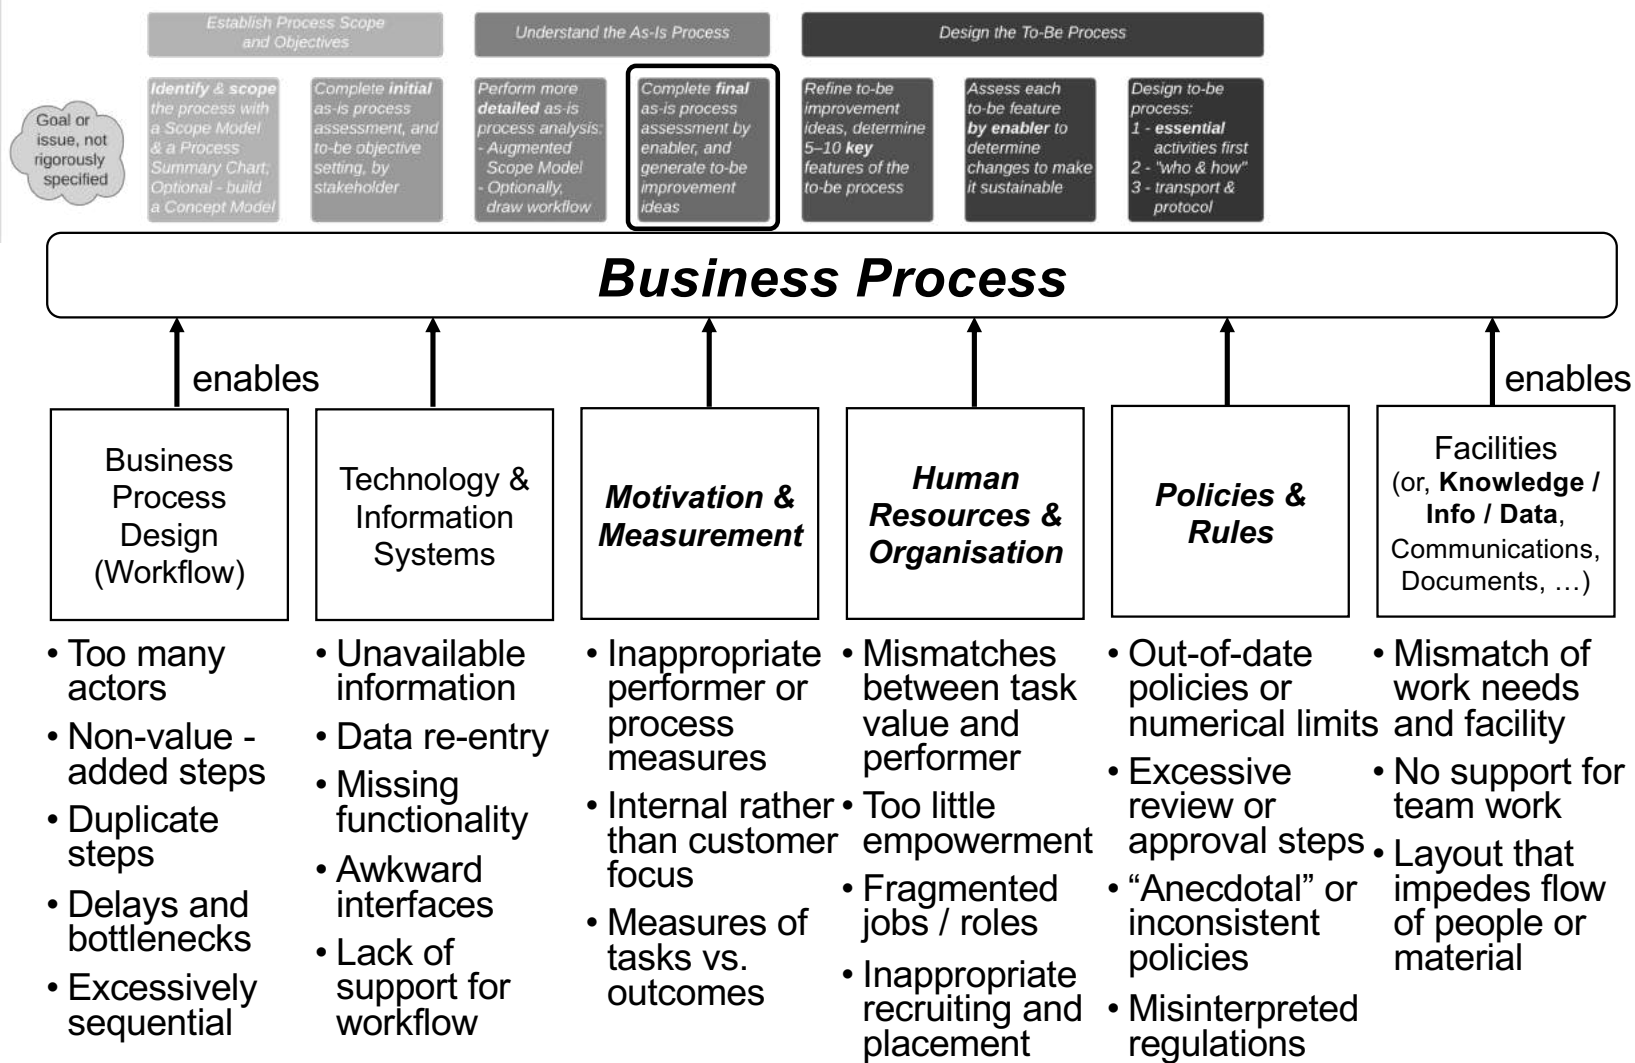 Establish Process Scope
and Objectives
Understand the As-Is Process
Design the To-Be Process
Goal or
issue, not
rigorously
specified
Identify & scope
the process with
a Scope Model
& a Process
Summary Chart;
Optional - build
a Concept Model
Complete initial
as-is process
assessment, and
to-be objective
setting, by
stakeholder
Perform more
detailed as-is
process analysis:
- Augmented
Scope Model
- Optionally,
draw workflow
Complete final
as-is process
assessment by
enabler, and
generate to-be
improvement
ideas
Refine to-be
improvement
ideas, determine
5–10 key
features of the
to-be process
Assess each
to-be feature
by enabler to
determine
changes to make
it sustainable
Design to-be
process:
1 - essential
activities first
2 - "who & how"
3 - transport &
protocol
Business Process
enables
enables
Business
Process
Design
(Workflow)
Technology &
Information
Systems
Motivation &
Measurement
Human
Resources &
Organisation
Policies &
Rules
Facilities
(or, Knowledge /
Info / Data,
Communications,
Documents, …)
• Too many
actors
• Non-value -
added steps
• Duplicate
steps
• Delays and
bottlenecks
• Excessively
sequential
• Unavailable
information
• Data re-entry
• Missing
functionality
• Awkward
interfaces
• Lack of
support for
workflow
• Inappropriate
performer or
process
measures
• Internal rather
than customer
focus
• Measures of
tasks vs.
outcomes
• Mismatches
between task
value and
performer
• Too little
empowerment
• Fragmented
jobs / roles
• Inappropriate
recruiting and
placement
• Out-of-date
policies or
numerical limits
• Excessive
review or
approval steps
• “Anecdotal” or
inconsistent
policies
• Misinterpreted
regulations
• Mismatch of
work needs
and facility
• No support for
team work
• Layout that
impedes flow
of people or
material